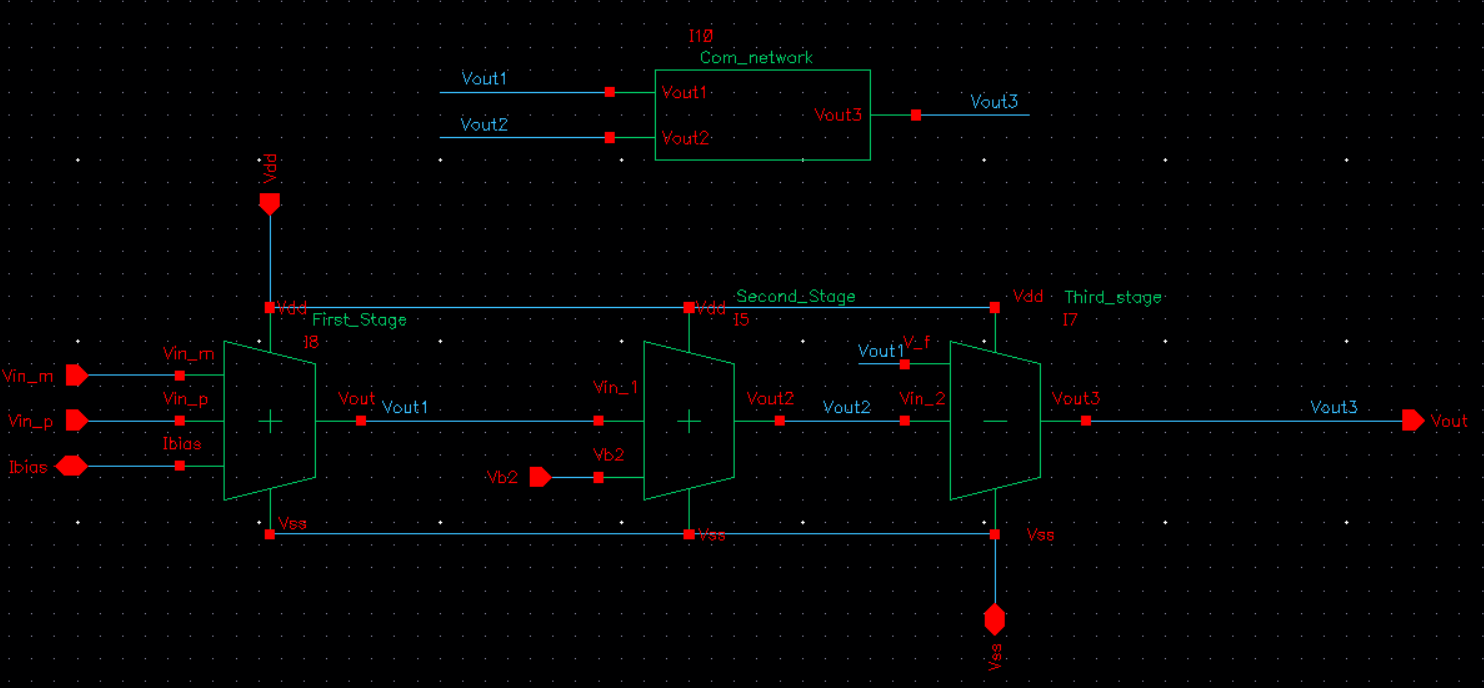 I10
Com_network
Vout1
Vout1
Vout3
Vout3
Vout2
Vout2
Vdd
Vdd
Vdd
Second_Stage
Vdd
Third_stage
First_Stage
I5
I7
I8
Vin_m
Vout1
V_f
Vin_m
Vin_p
Vout
Vout1
Vin_1
Vout2
Vout2
Vin_2
Vout3
Vout3
Vin_p
Vout
Ibias
Ibias
Vb2
Vb2
Vss
Vss
Vss
Vss